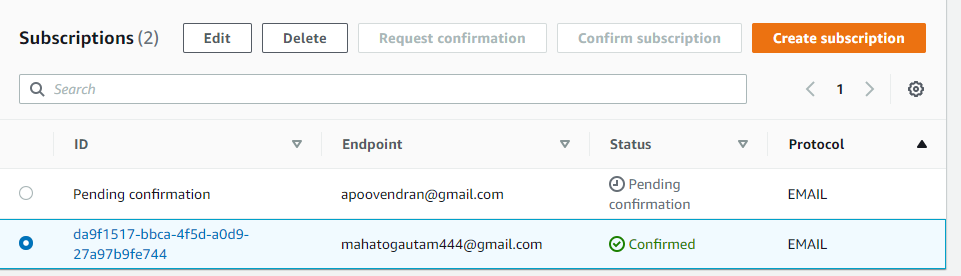 Subscriptions (2) Edit Delete Request confirmation Confirm subscription Create subscription
Search 1
ID Endpoint Status Protocol
Pending confirmation apoovendran@gmail.com Pending confirmation EMAIL
da9f1517-bbca-4f5d-a0d9-
27a97b9fe744 mahatogautam444@gmail.com Confirmed EMAIL